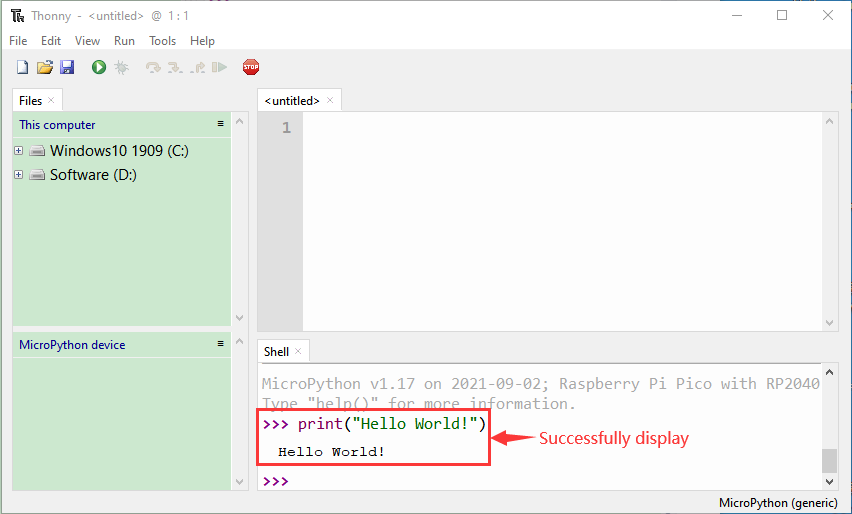 Thonny - <untitled> @ 1:1
File Edit View Run Tools Help
STOP
Files
<untitled>
This computer
1
Windows10 1909 (C:)
Software (D:)
MicroPython device
Shell
MicroPython v1.17 on 2021-09-02; Raspberry Pi Pico with RP2040
Type "help()" for more information.
>>> print("Hello World!")
Successfully display
Hello World!
>>>
MicroPython (generic)